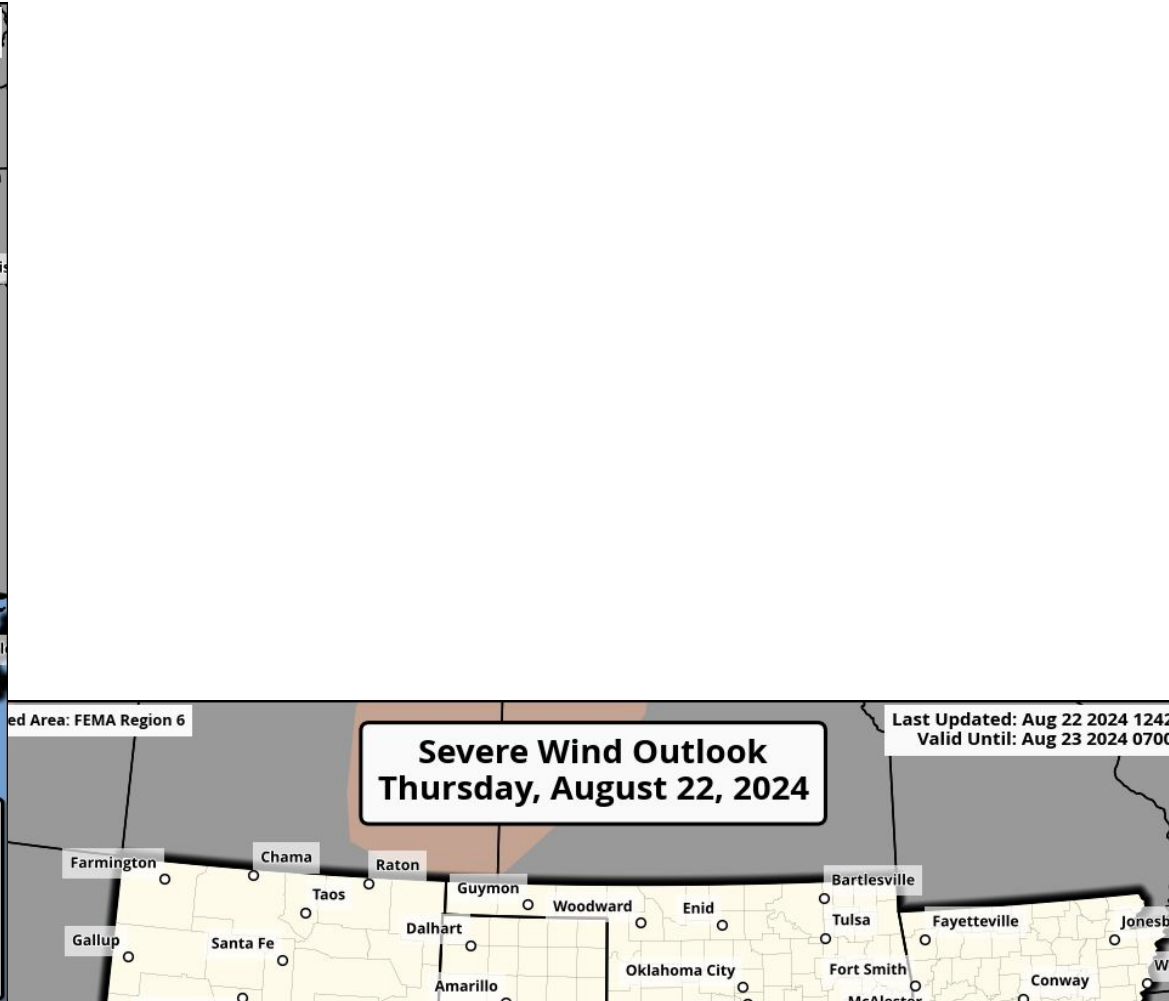 ed Area: FEMA Region 6
Severe Wind Outlook
Thursday, August 22, 2024
Last Updated: Aug 22 2024 1242
Valid Until: Aug 23 2024 0700
Farmington
Chama
Raton
Taos
Guymon
Woodward
Enid
Bartlesville
Dalhart
Tulsa
Fayetteville
Jonesb
Gallup
Santa Fe
Oklahoma City
Fort Smith
W
Amarillo
Conway
McAlester